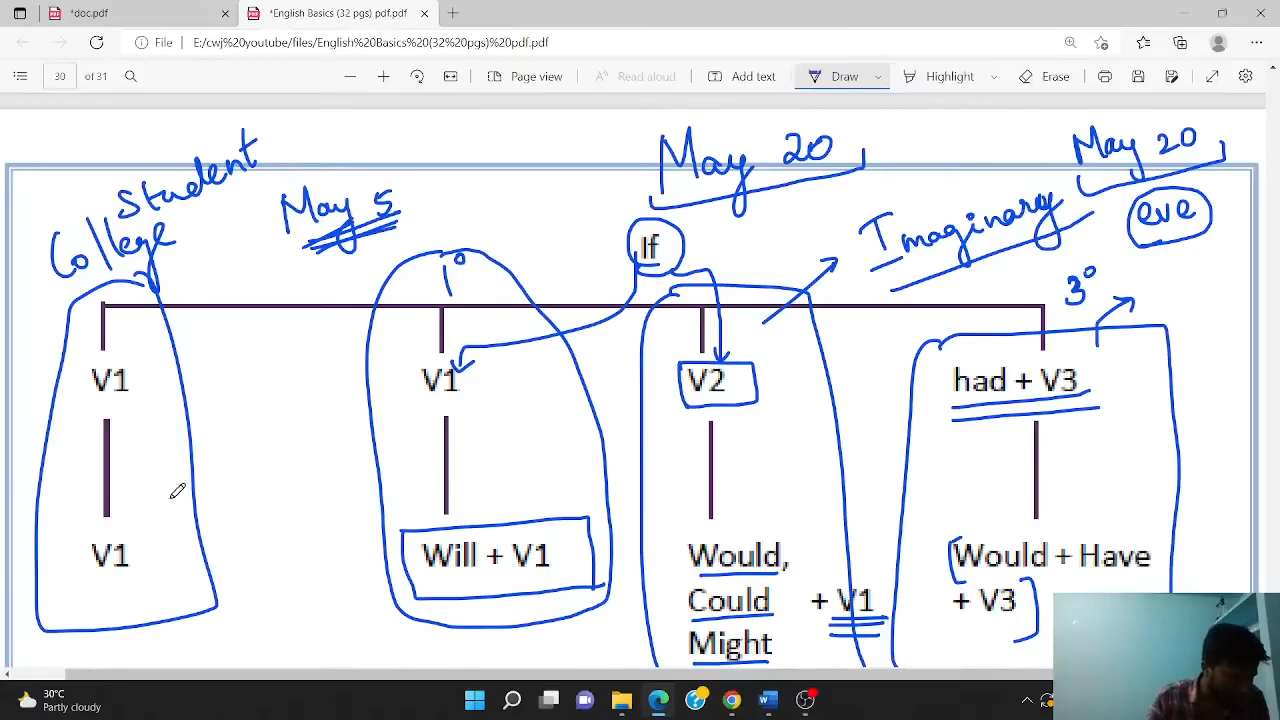 *doc.pdf
*English Basics (32 pgs) pdf.pdf
File E:/cwj%20youtube/files/English%20Basics%20(32%20pgs)%20pdf.pdf
30 of 31
Page view
Read aloud
Add text
Draw
Highlight
Erase
College Student
May 5
May 20
Imaginary
May 20
eve
If
1°
3°
V1 V1 V2 had + V3
V1 Will + V1 Would, Would + Have
Could + V1 + V3
Might
30°C
Partly cloudy